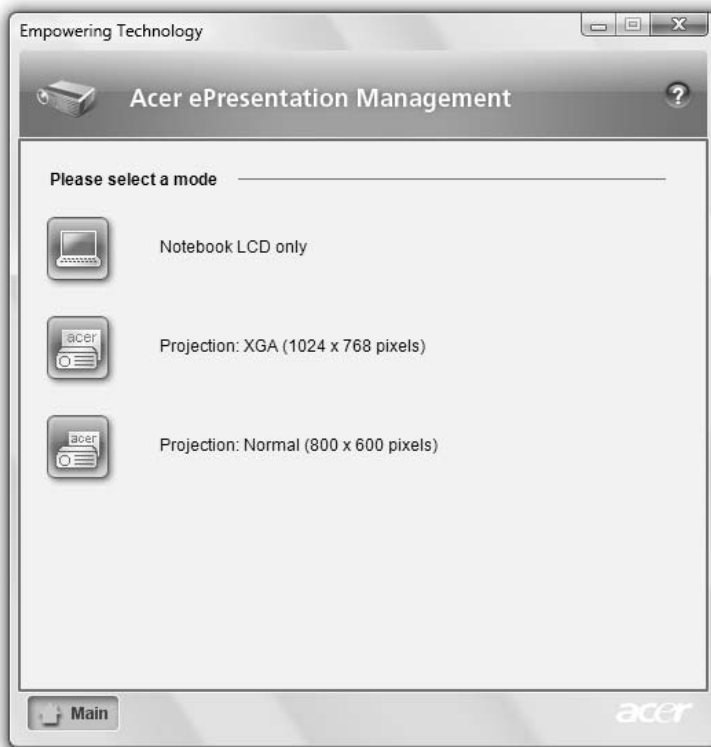 Empowering Technology
Acer ePresentation Management
?
Please select a mode
Notebook LCD only
acer
Projection: XGA (1024 x 768 pixels)
acer
Projection: Normal (800 x 600 pixels)
Main
acer